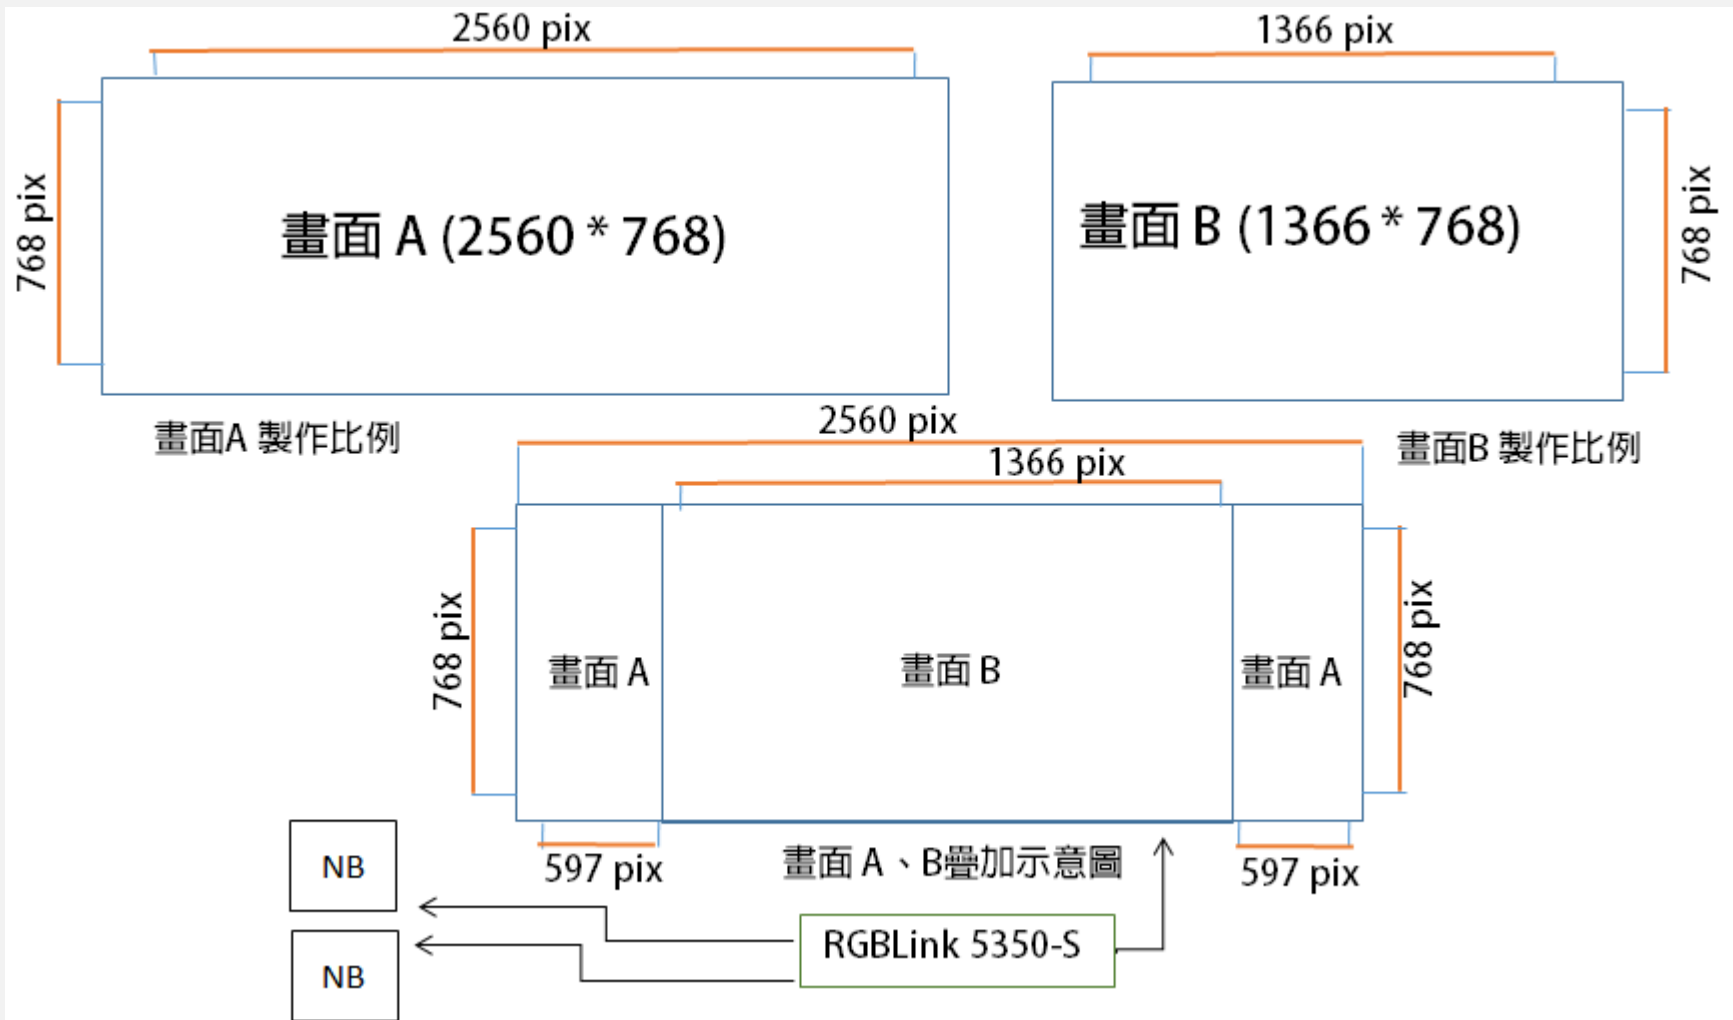 2560 pix
1366 pix
768 pix
畫面 A (2560 * 768)
畫面 B (1366 * 768)
768 pix
畫面A 製作比例
2560 pix
畫面B 製作比例
1366 pix
768 pix
畫面 A
畫面 B
畫面 A
768 pix
597 pix
畫面 A、B疊加示意圖
597 pix
NB
RGBLink 5350-S
NB